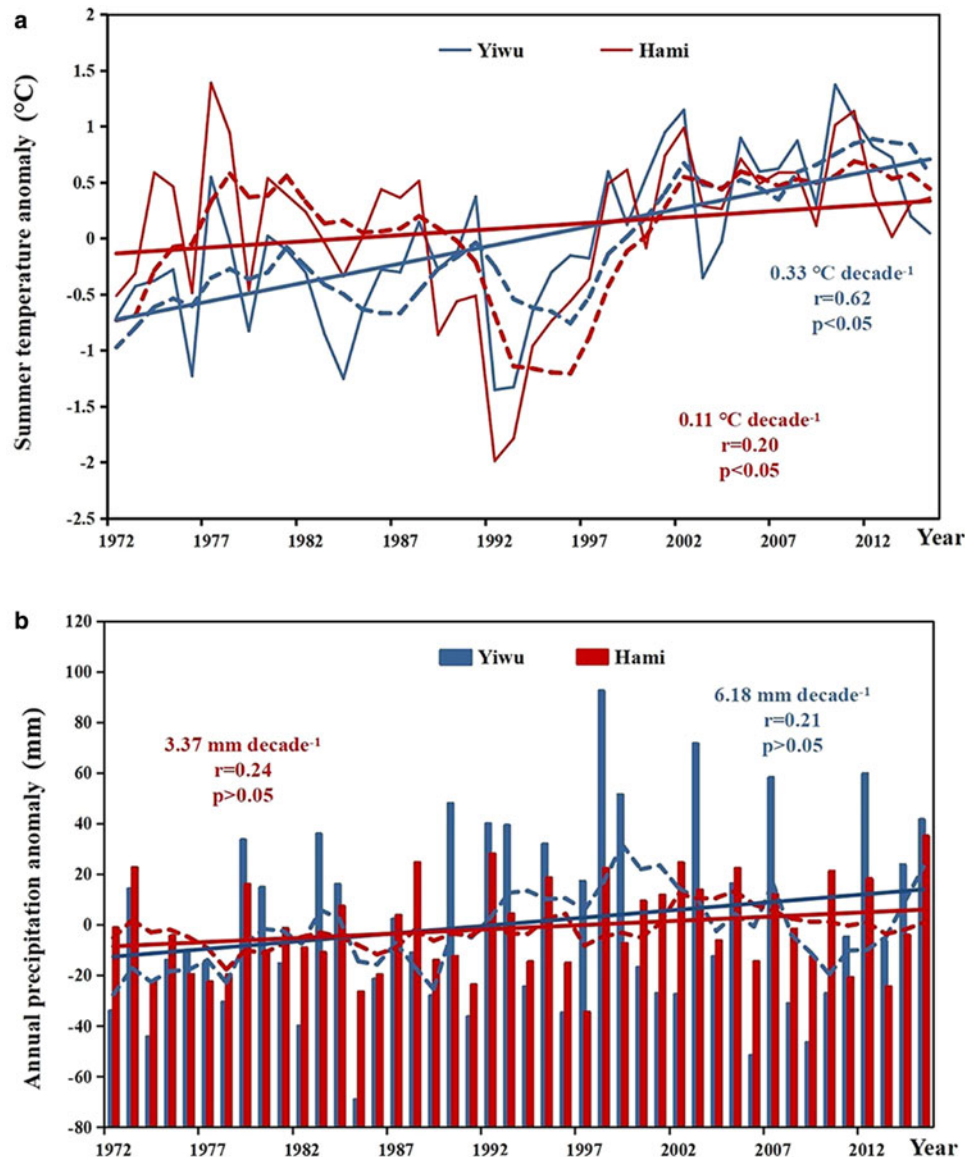 a
Summer temperature anomaly (°C)
2
1.5
1
0.5
0
-0.5
-1
-1.5
-2
-2.5
Yiwu
Hami
0.33 °C decade⁻¹
r=0.62
p<0.05
0.11 °C decade⁻¹
r=0.20
p<0.05
1972 1977 1982 1987 1992 1997 2002 2007 2012 Year
b
Annual precipitation anomaly (mm)
120
100
80
60
40
20
0
-20
-40
-60
-80
Yiwu
Hami
3.37 mm decade⁻¹
r=0.24
p>0.05
6.18 mm decade⁻¹
r=0.21
p>0.05
1972 1977 1982 1987 1992 1997 2002 2007 2012 Year